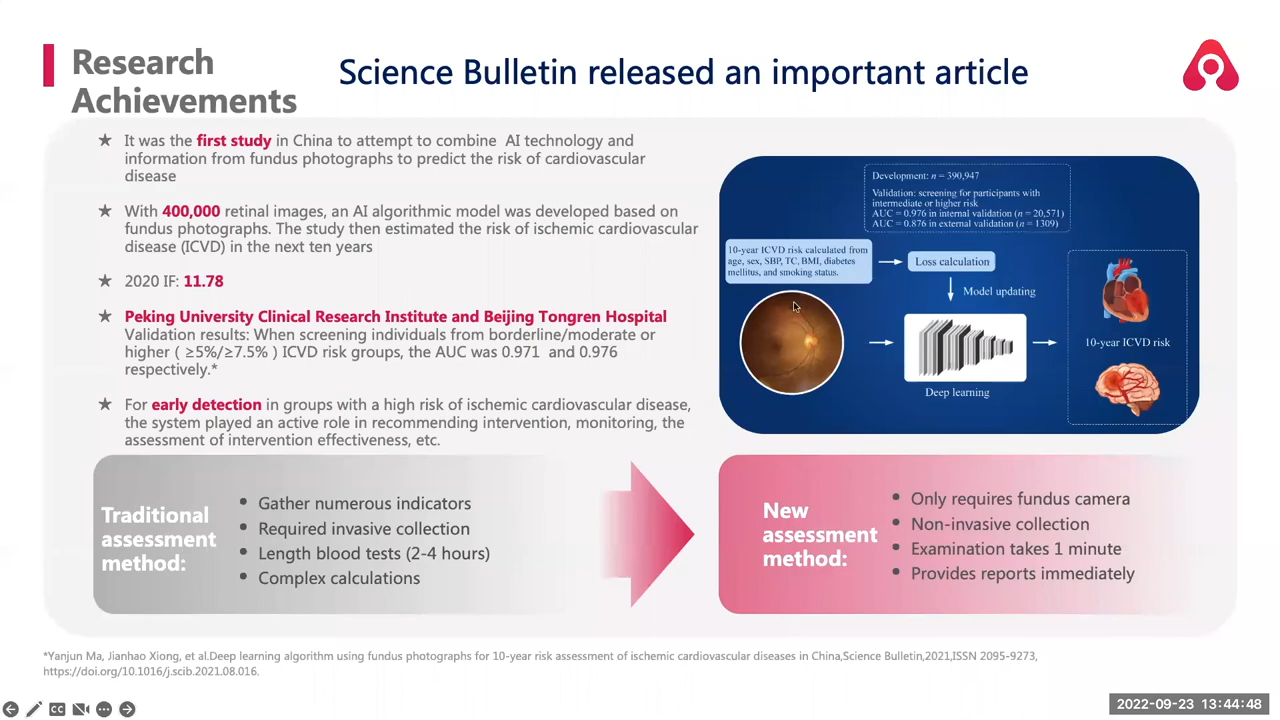 Research
Achievements
Science Bulletin released an important article
★ It was the first study in China to attempt to combine AI technology and
information from fundus photographs to predict the risk of cardiovascular
disease
★ With 400,000 retinal images, an AI algorithmic model was developed based on
fundus photographs. The study then estimated the risk of ischemic cardiovascular
disease (ICVD) in the next ten years
★ 2020 IF: 11.78
★ Peking University Clinical Research Institute and Beijing Tongren Hospital
Validation results: When screening individuals from borderline/moderate or
higher ( ≥5%/≥7.5% ) ICVD risk groups, the AUC was 0.971 and 0.976
respectively.*
★ For early detection in groups with a high risk of ischemic cardiovascular disease,
the system played an active role in recommending intervention, monitoring, the
assessment of intervention effectiveness, etc.
Development: n = 390,947
Validation: screening for participants with
intermediate or higher risk
AUC = 0.976 in internal validation (n = 20,571)
AUC = 0.876 in external validation (n = 1309)
10-year ICVD risk calculated from
age, sex, SBP, TC, BMI, diabetes
mellitus, and smoking status.
Loss calculation
Model updating
Deep learning
10-year ICVD risk
Traditional
assessment
method:
• Gather numerous indicators
• Required invasive collection
• Length blood tests (2-4 hours)
• Complex calculations
New
assessment
method:
• Only requires fundus camera
• Non-invasive collection
• Examination takes 1 minute
• Provides reports immediately
*Yanjun Ma, Jianhao Xiong, et al.Deep learning algorithm using fundus photographs for 10-year risk assessment of ischemic cardiovascular diseases in China,Science Bulletin,2021,ISSN 2095-9273,
https://doi.org/10.1016/j.scib.2021.08.016.
CC
2022-09-23 13:44:48